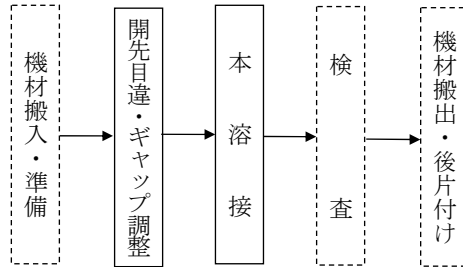 機材搬入・準備
開先目違・ギャップ調整
本溶接
検査
機材搬出・後片付け